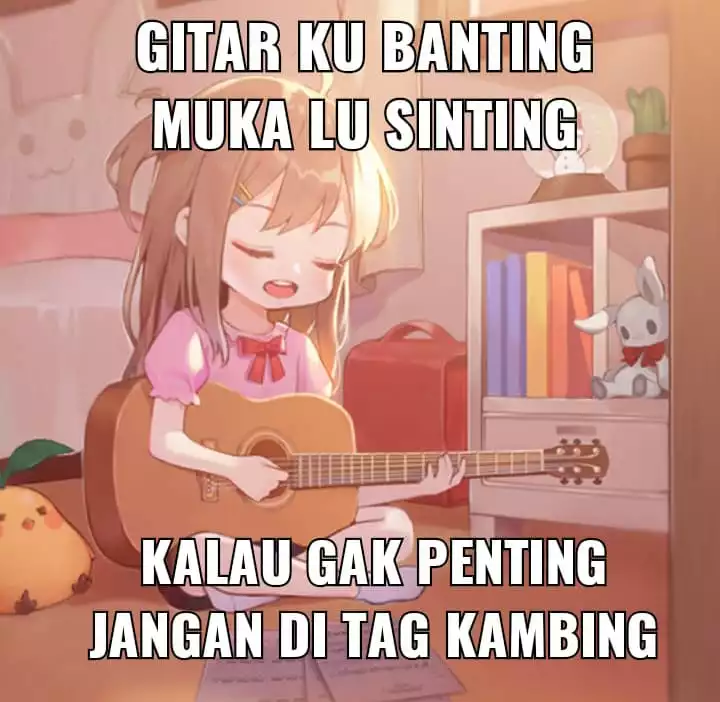 GITAR KU BANTING
MUKA LU SINTING
KALAU GAK PENTING
JANGAN DI TAG KAMBING